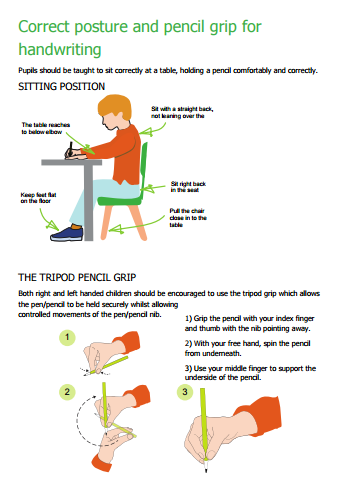 Correct posture and pencil grip for
handwriting
Pupils should be taught to sit correctly at a table, holding a pencil comfortably and correctly.
SITTING POSITION
Sit with a straight back,
not leaning over the
The table reaches
to below elbow
Sit right back
in the seat
Keep feet flat
on the floor
Pull the chair
close in to the
table
THE TRIPOD PENCIL GRIP
Both right and left handed children should be encouraged to use the tripod grip which allows
the pen/pencil to be held securely whilst allowing
controlled movements of the pen/pencil nib.
1) Grip the pencil with your index finger
and thumb with the nib pointing away.
2) With your free hand, spin the pencil
from underneath.
3) Use your middle finger to support the
underside of the pencil.
1
2
3